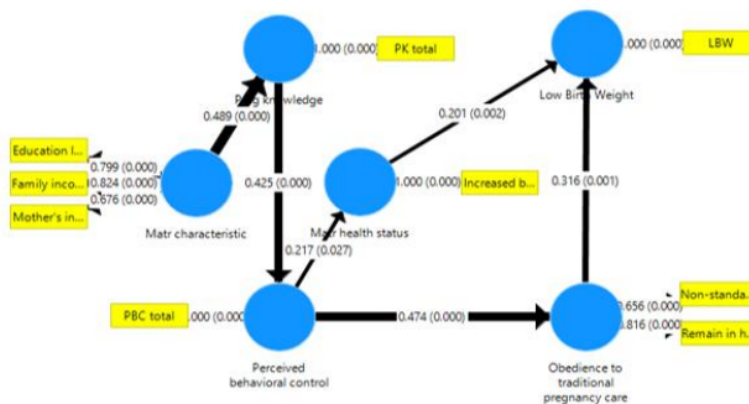 .000 (0.000)
PK total
.000 (0.000)
LBW
knowledge
Low Birth Weight
0.489 (0.000)
0.201 (0.002)
Education l...
0.799 (0.000)
Family inco...
0.824 (0.000)
0.425 (0.000)
.000 (0.000)
Increased b...
0.316 (0.001)
0.676 (0.000)
Mother's in...
Matr characteristic
Matr health status
0.217 (0.027)
Non-standa...
0.656 (0.000)
PBC total
.000 (0.000)
0.474 (0.000)
0.816 (0.000)
Remain in h...
Perceived
behavioral control
Obedience to
traditional
pregnancy care